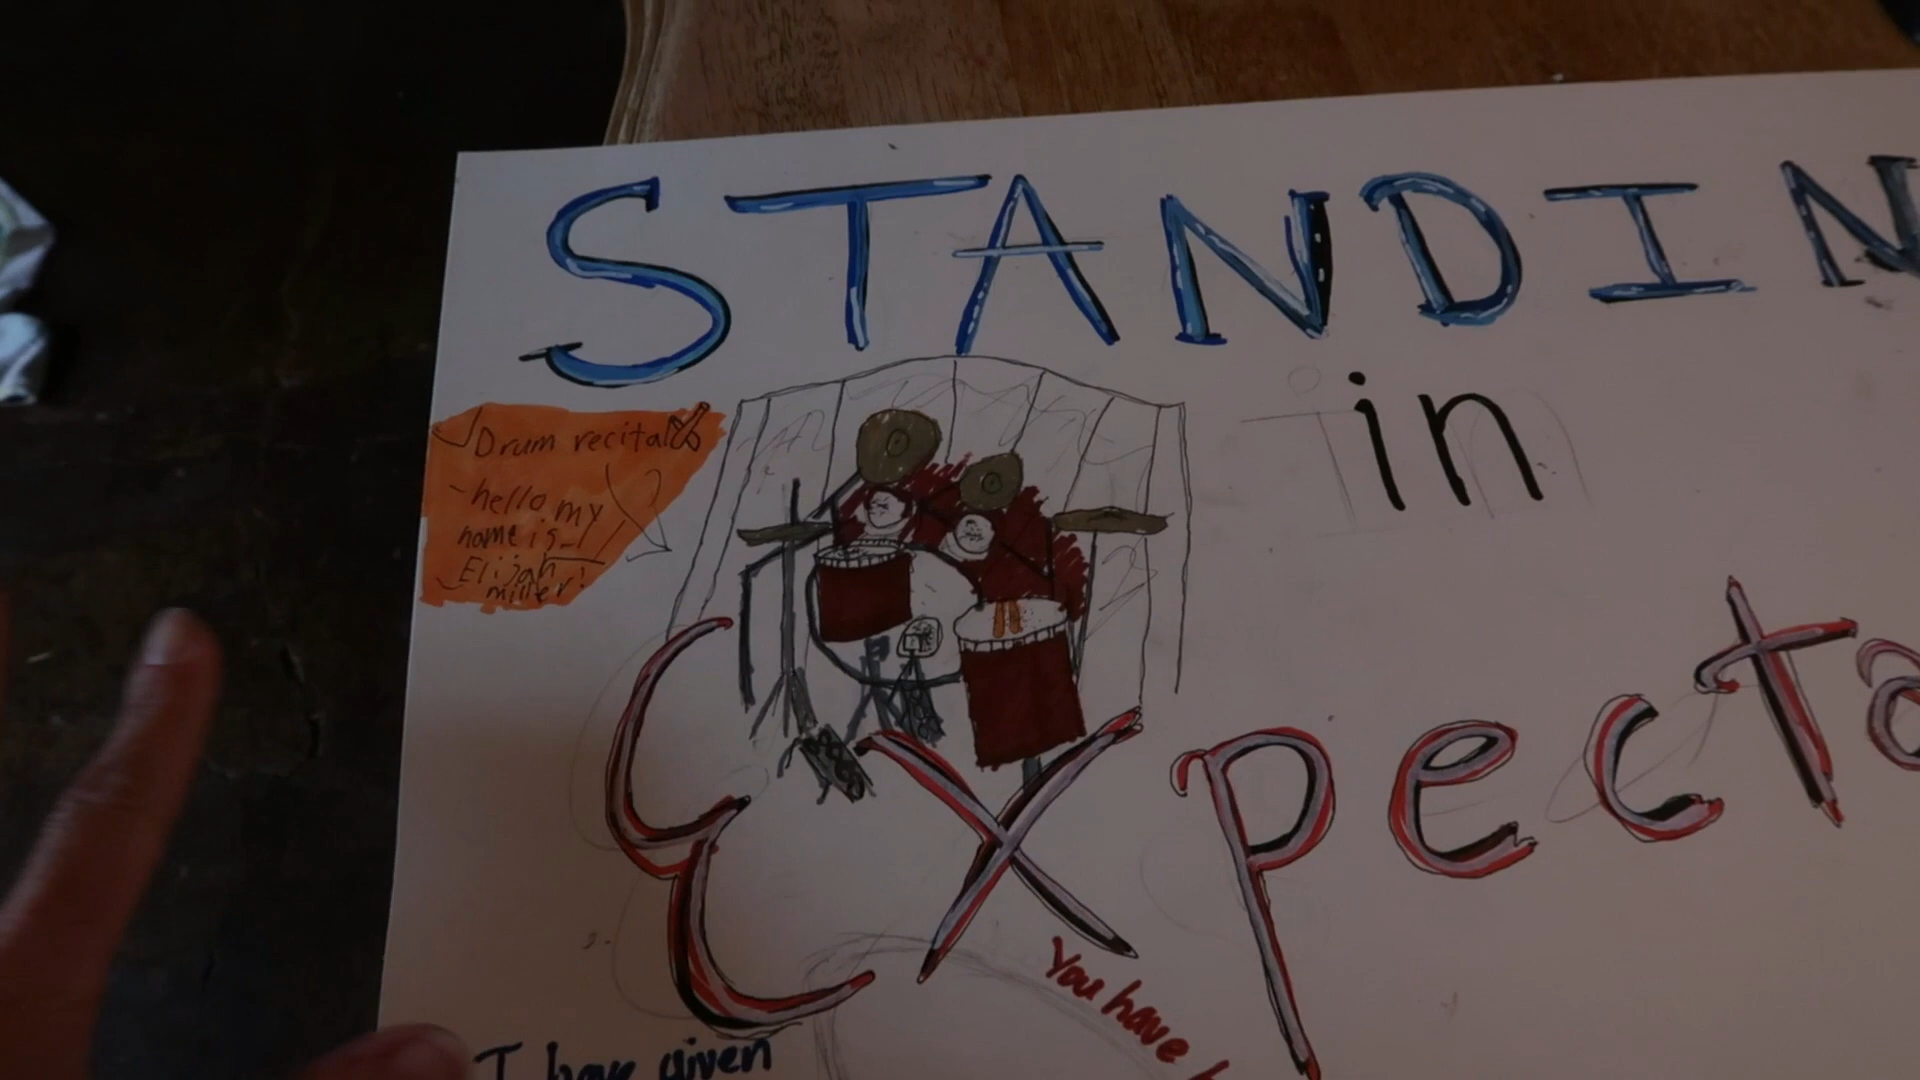 STANDIN
in
Expecta
Drum recital
-hello my
name is
Elijah
miller!
You have
I have given